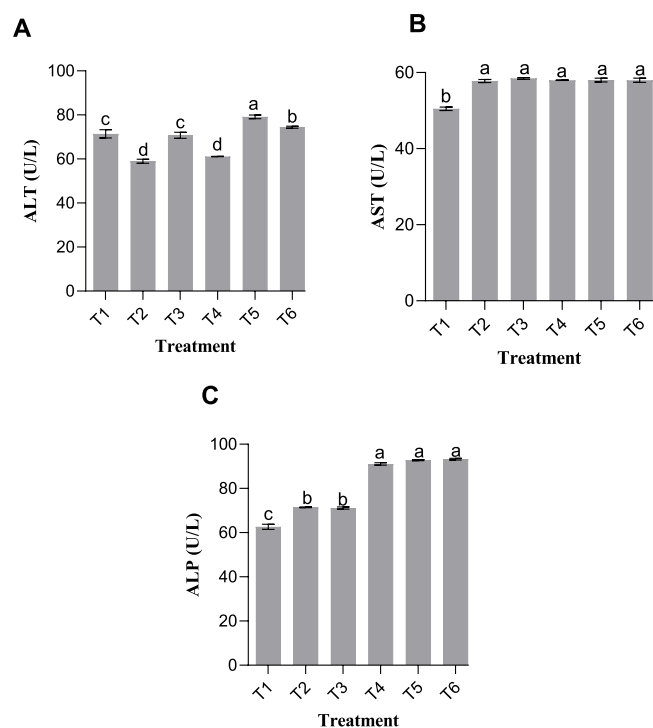 A
ALT (U/L)
100
80
60
40
20
0
c
d
c
d
a
b
T1
T2
T3
T4
T5
T6
Treatment
B
AST (U/L)
60
40
20
0
b
a
a
a
a
a
T1
T2
T3
T4
T5
T6
Treatment
C
ALP (U/L)
100
80
60
40
20
0
c
b
b
a
a
a
T1
T2
T3
T4
T5
T6
Treatment